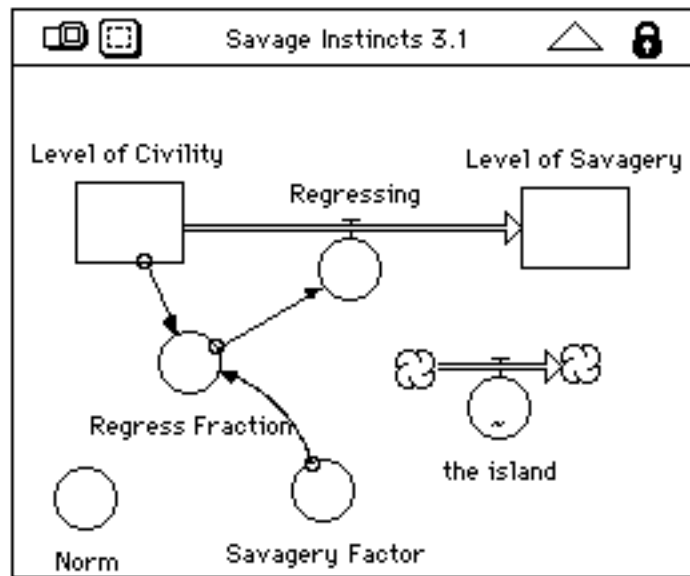 Savage Instincts 3.1
Level of Civility
Level of Savagery
Regressing
Regress Fraction
the island
~
Norm
Savagery Factor